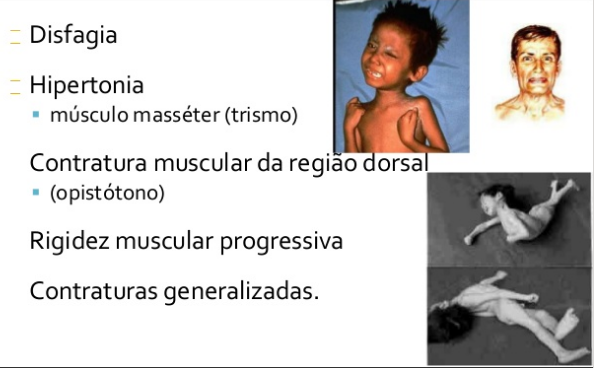 Disfagia
Hipertonia
músculo masséter (trismo)
Contratura muscular da região dorsal
(opistótono)
Rigidez muscular progressiva
Contraturas generalizadas.